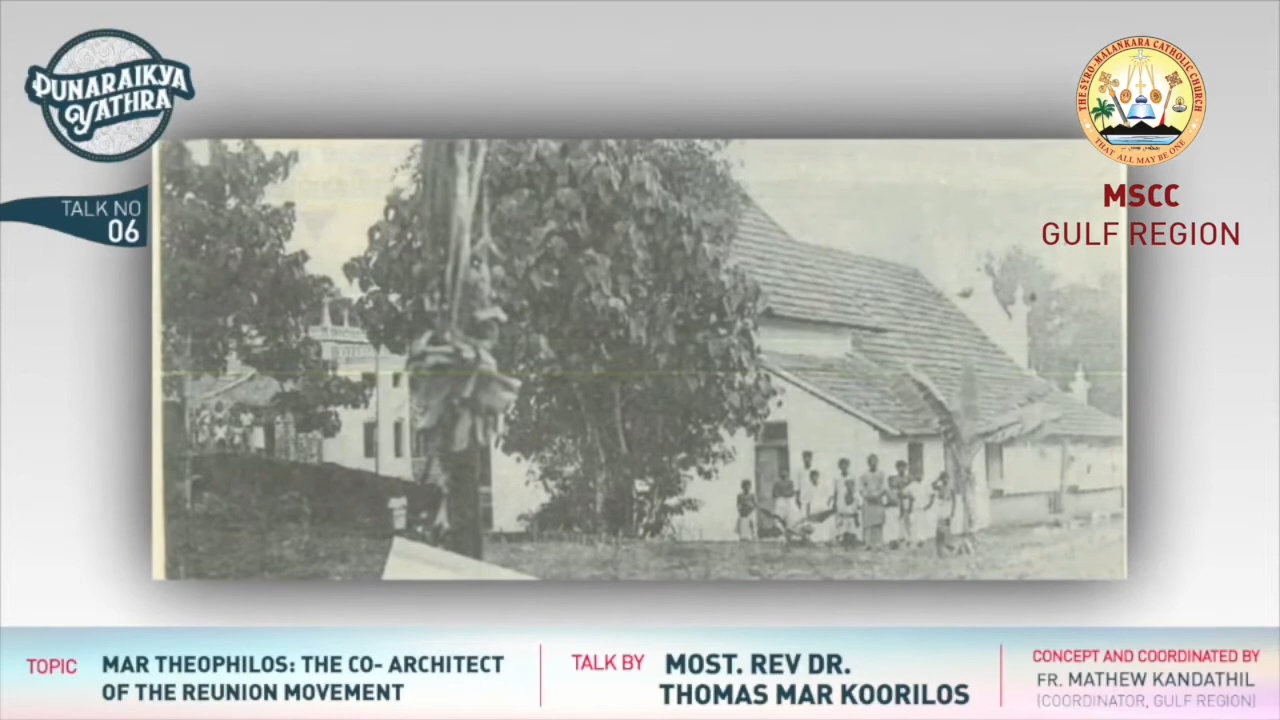 PUNARAIKYA
YATHRA
TALK NO
06
THE SYRO-MALANKARA CATHOLIC CHURCH
THAT ALL MAY BE ONE
MSCC
GULF REGION
TOPIC
MAR THEOPHILOS: THE CO- ARCHITECT
OF THE REUNION MOVEMENT
TALK BY
MOST. REV DR.
THOMAS MAR KOORILOS
CONCEPT AND COORDINATED BY
FR. MATHEW KANDATHIL
(COORDINATOR, GULF REGION)